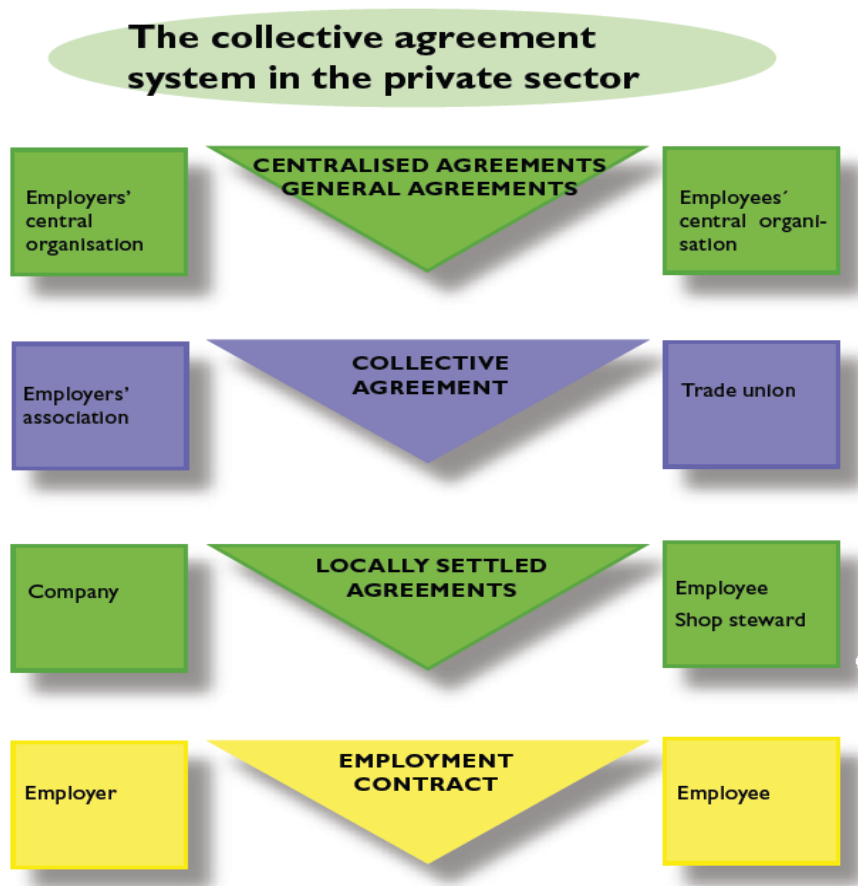 The collective agreement
system in the private sector
Employers’
central
organisation
CENTRALISED AGREEMENTS
GENERAL AGREEMENTS
Employees´
central organi-
sation
Employers’
association
COLLECTIVE
AGREEMENT
Trade union
Company
LOCALLY SETTLED
AGREEMENTS
Employee
Shop steward
Employer
EMPLOYMENT
CONTRACT
Employee